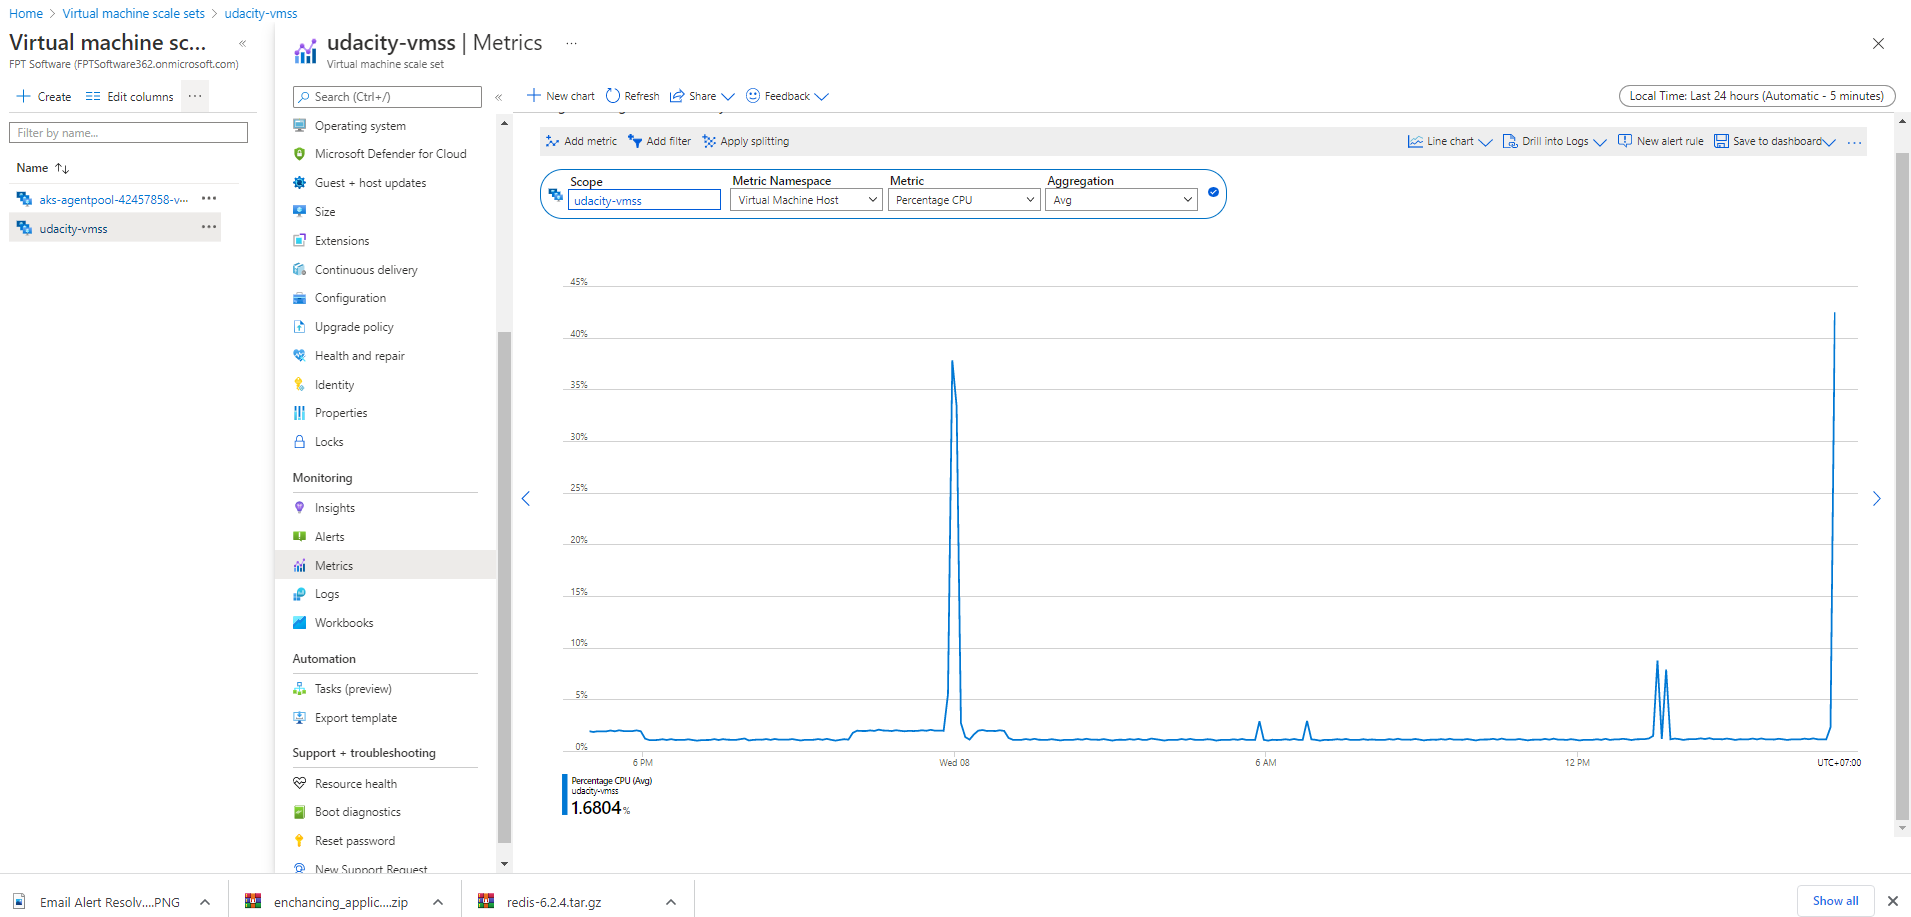 Home > Virtual machine scale sets > udacity-vmss
Virtual machine sc... «
FPT Software (FPTSoftware362.onmicrosoft.com)
+ Create Edit columns ...
Filter by name...
Name ↑↓
aks-agentpool-42457858-v... ...
udacity-vmss ...
udacity-vmss | Metrics ...
Virtual machine scale set
Search (Ctrl+/) «
Operating system
Microsoft Defender for Cloud
Guest + host updates
Size
Extensions
Continuous delivery
Configuration
Upgrade policy
Health and repair
Identity
Properties
Locks
Monitoring
Insights
Alerts
Metrics
Logs
Workbooks
Automation
Tasks (preview)
Export template
Support + troubleshooting
Resource health
Boot diagnostics
Reset password
New Support Request
+ New chart Refresh Share Feedback
Local Time: Last 24 hours (Automatic - 5 minutes)
Add metric Add filter Apply splitting
Line chart Drill into Logs New alert rule Save to dashboard ...
Scope Metric Namespace Metric Aggregation
udacity-vmss Virtual Machine Host Percentage CPU Avg
45%
40%
35%
30%
25%
20%
15%
10%
5%
0%
6 PM Wed 08 6 AM 12 PM UTC+07:00
Percentage CPU (Avg)
udacity-vmss
1.6804 %
Email Alert Resolv....PNG enchancing_applic....zip redis-6.2.4.tar.gz Show all